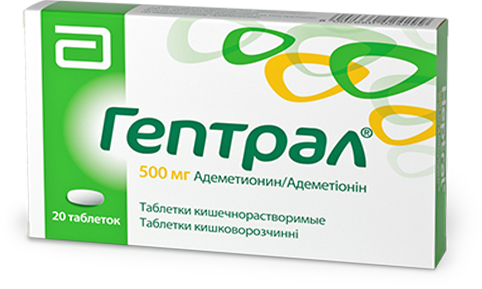 Гептрал®
500 мг Адеметионин/Адеметіонін
20 таблеток
Таблетки кишечнорастворимые
Таблетки кишковорозчинні